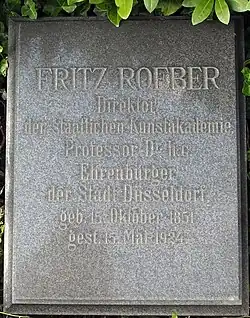 FRITZ ROEBER
Direktor
der Staatlichen Kunstakademie
Professor Dr h.c.
Ehrenbürger
der Stadt Düsseldorf
geb. 15. Oktober 1851
gest. 15. Mai 1924